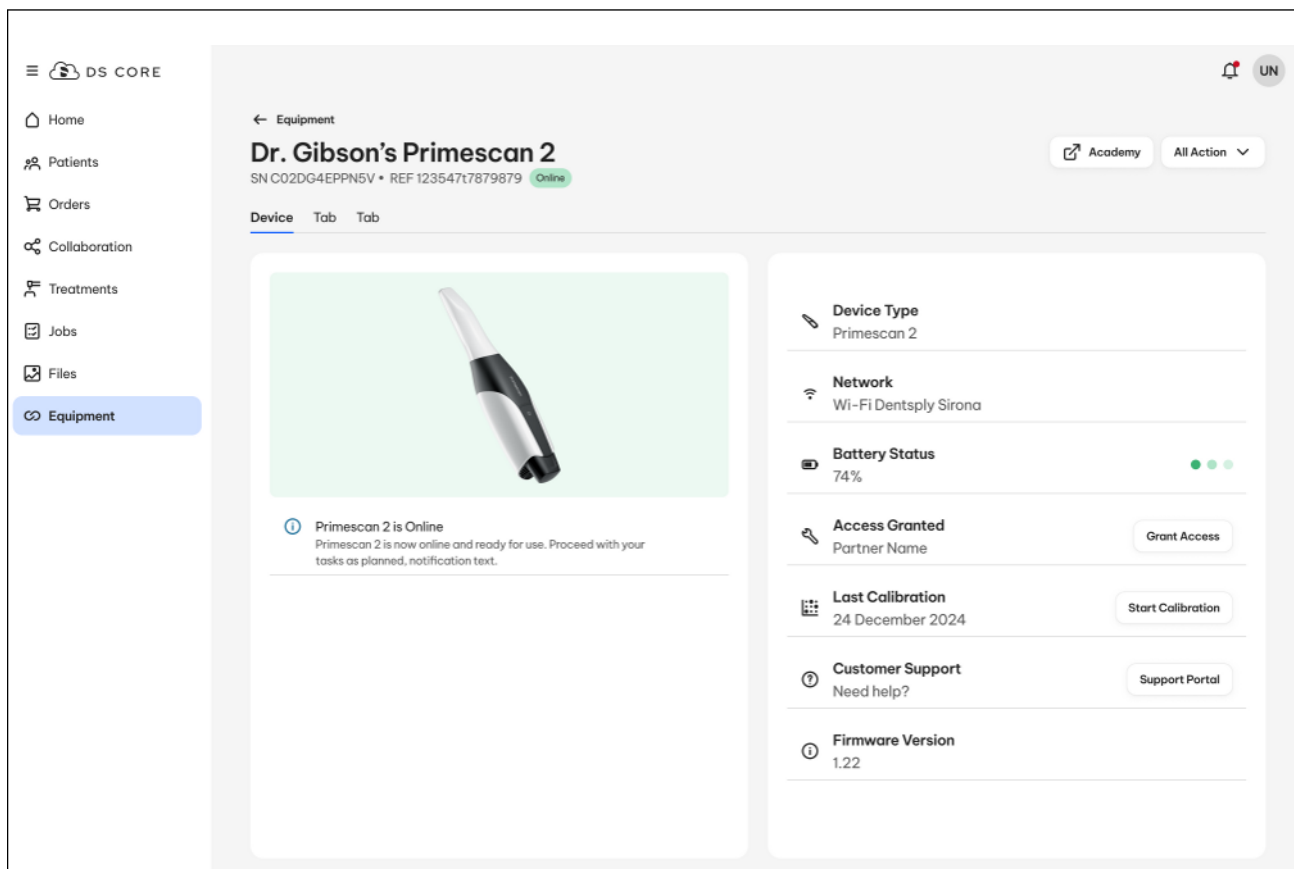 DS CORE
UN
Home
Patients
Orders
Collaboration
Treatments
Jobs
Files
Equipment
← Equipment
Dr. Gibson's Primescan 2
SN C02DG4EPPN5V • REF 123547t7879879 Online
Academy
All Action
Device Tab Tab
Primescan 2 is Online
Primescan 2 is now online and ready for use. Proceed with your
tasks as planned, notification text.
Device Type
Primescan 2
Network
Wi-Fi Dentsply Sirona
Battery Status
74%
Access Granted
Partner Name
Grant Access
Last Calibration
24 December 2024
Start Calibration
Customer Support
Need help?
Support Portal
Firmware Version
1.22